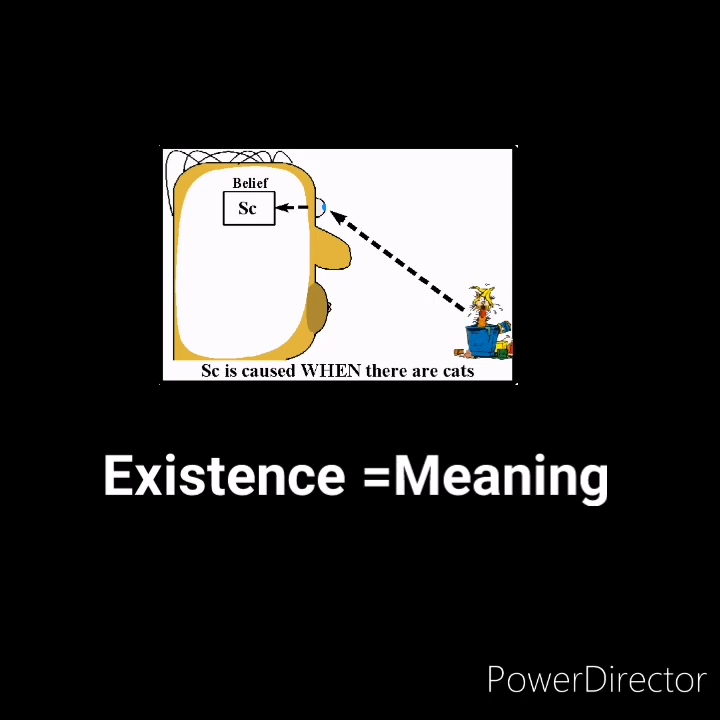 Belief
Sc
Sc is caused WHEN there are cats
Existence =Meaning
PowerDirector